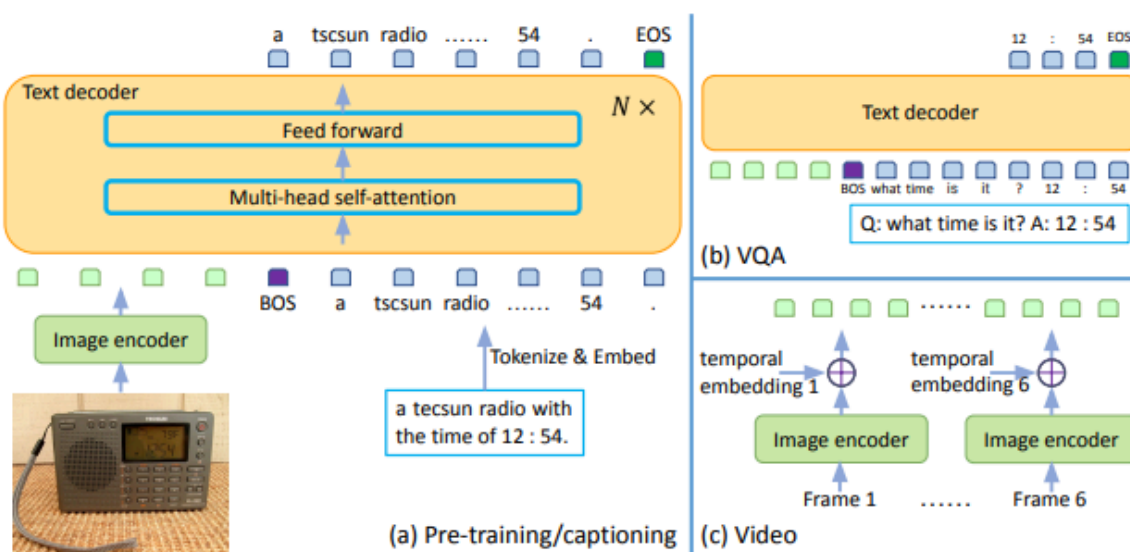 a tscsun radio ...... 54 . EOS
Text decoder
N ×
Feed forward
Multi-head self-attention
BOS a tscsun radio ...... 54 .
Image encoder
Tokenize & Embed
a tecsun radio with
the time of 12 : 54.
TECSUN
(a) Pre-training/captioning
12 : 54 EOS
Text decoder
BOS what time is it ? 12 : 54
Q: what time is it? A: 12 : 54
(b) VQA
......
temporal
embedding 1
temporal
embedding 6
Image encoder
Image encoder
Frame 1 ...... Frame 6
(c) Video